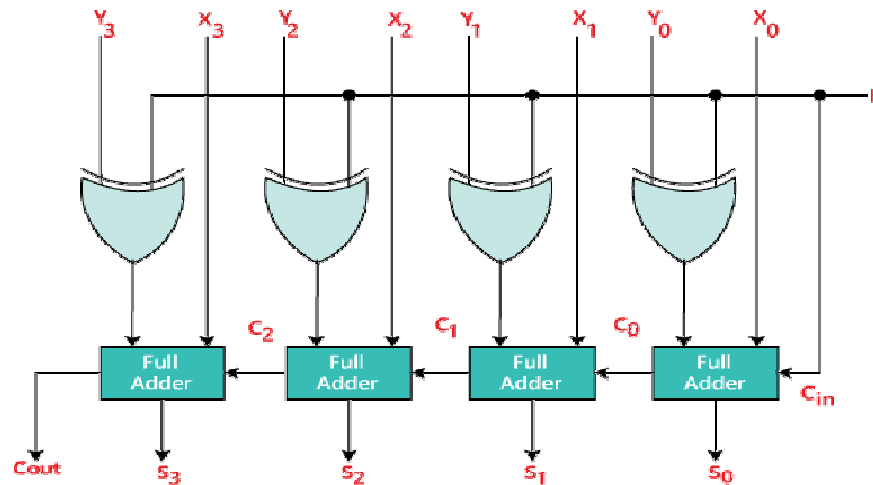 Y3 X3 Y2 X2 Y1 X1 Y0 X0
C2 C1 C0
Full Adder
Full Adder
Full Adder
Full Adder
Cin
Cout S3 S2 S1 S0